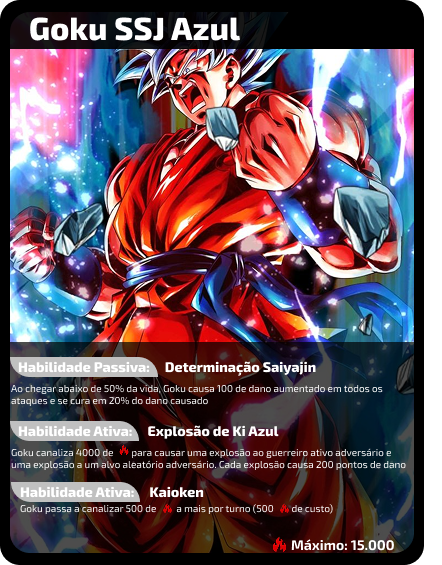 Goku SSJ Azul
Habilidade Passiva: Determinação Saiyajin
Ao chegar abaixo de 50% da vida, Goku causa 100 de dano aumentado em todos os
ataques e se cura em 20% do dano causado
Habilidade Ativa: Explosão de Ki Azul
Goku canaliza 4000 de para causar uma explosão ao guerreiro ativo adversário e
uma explosão a um alvo aleatório adversário. Cada explosão causa 200 pontos de dano
Habilidade Ativa: Kaioken
Goku passa a canalizar 500 de a mais por turno (500 de custo)
Máximo: 15.000